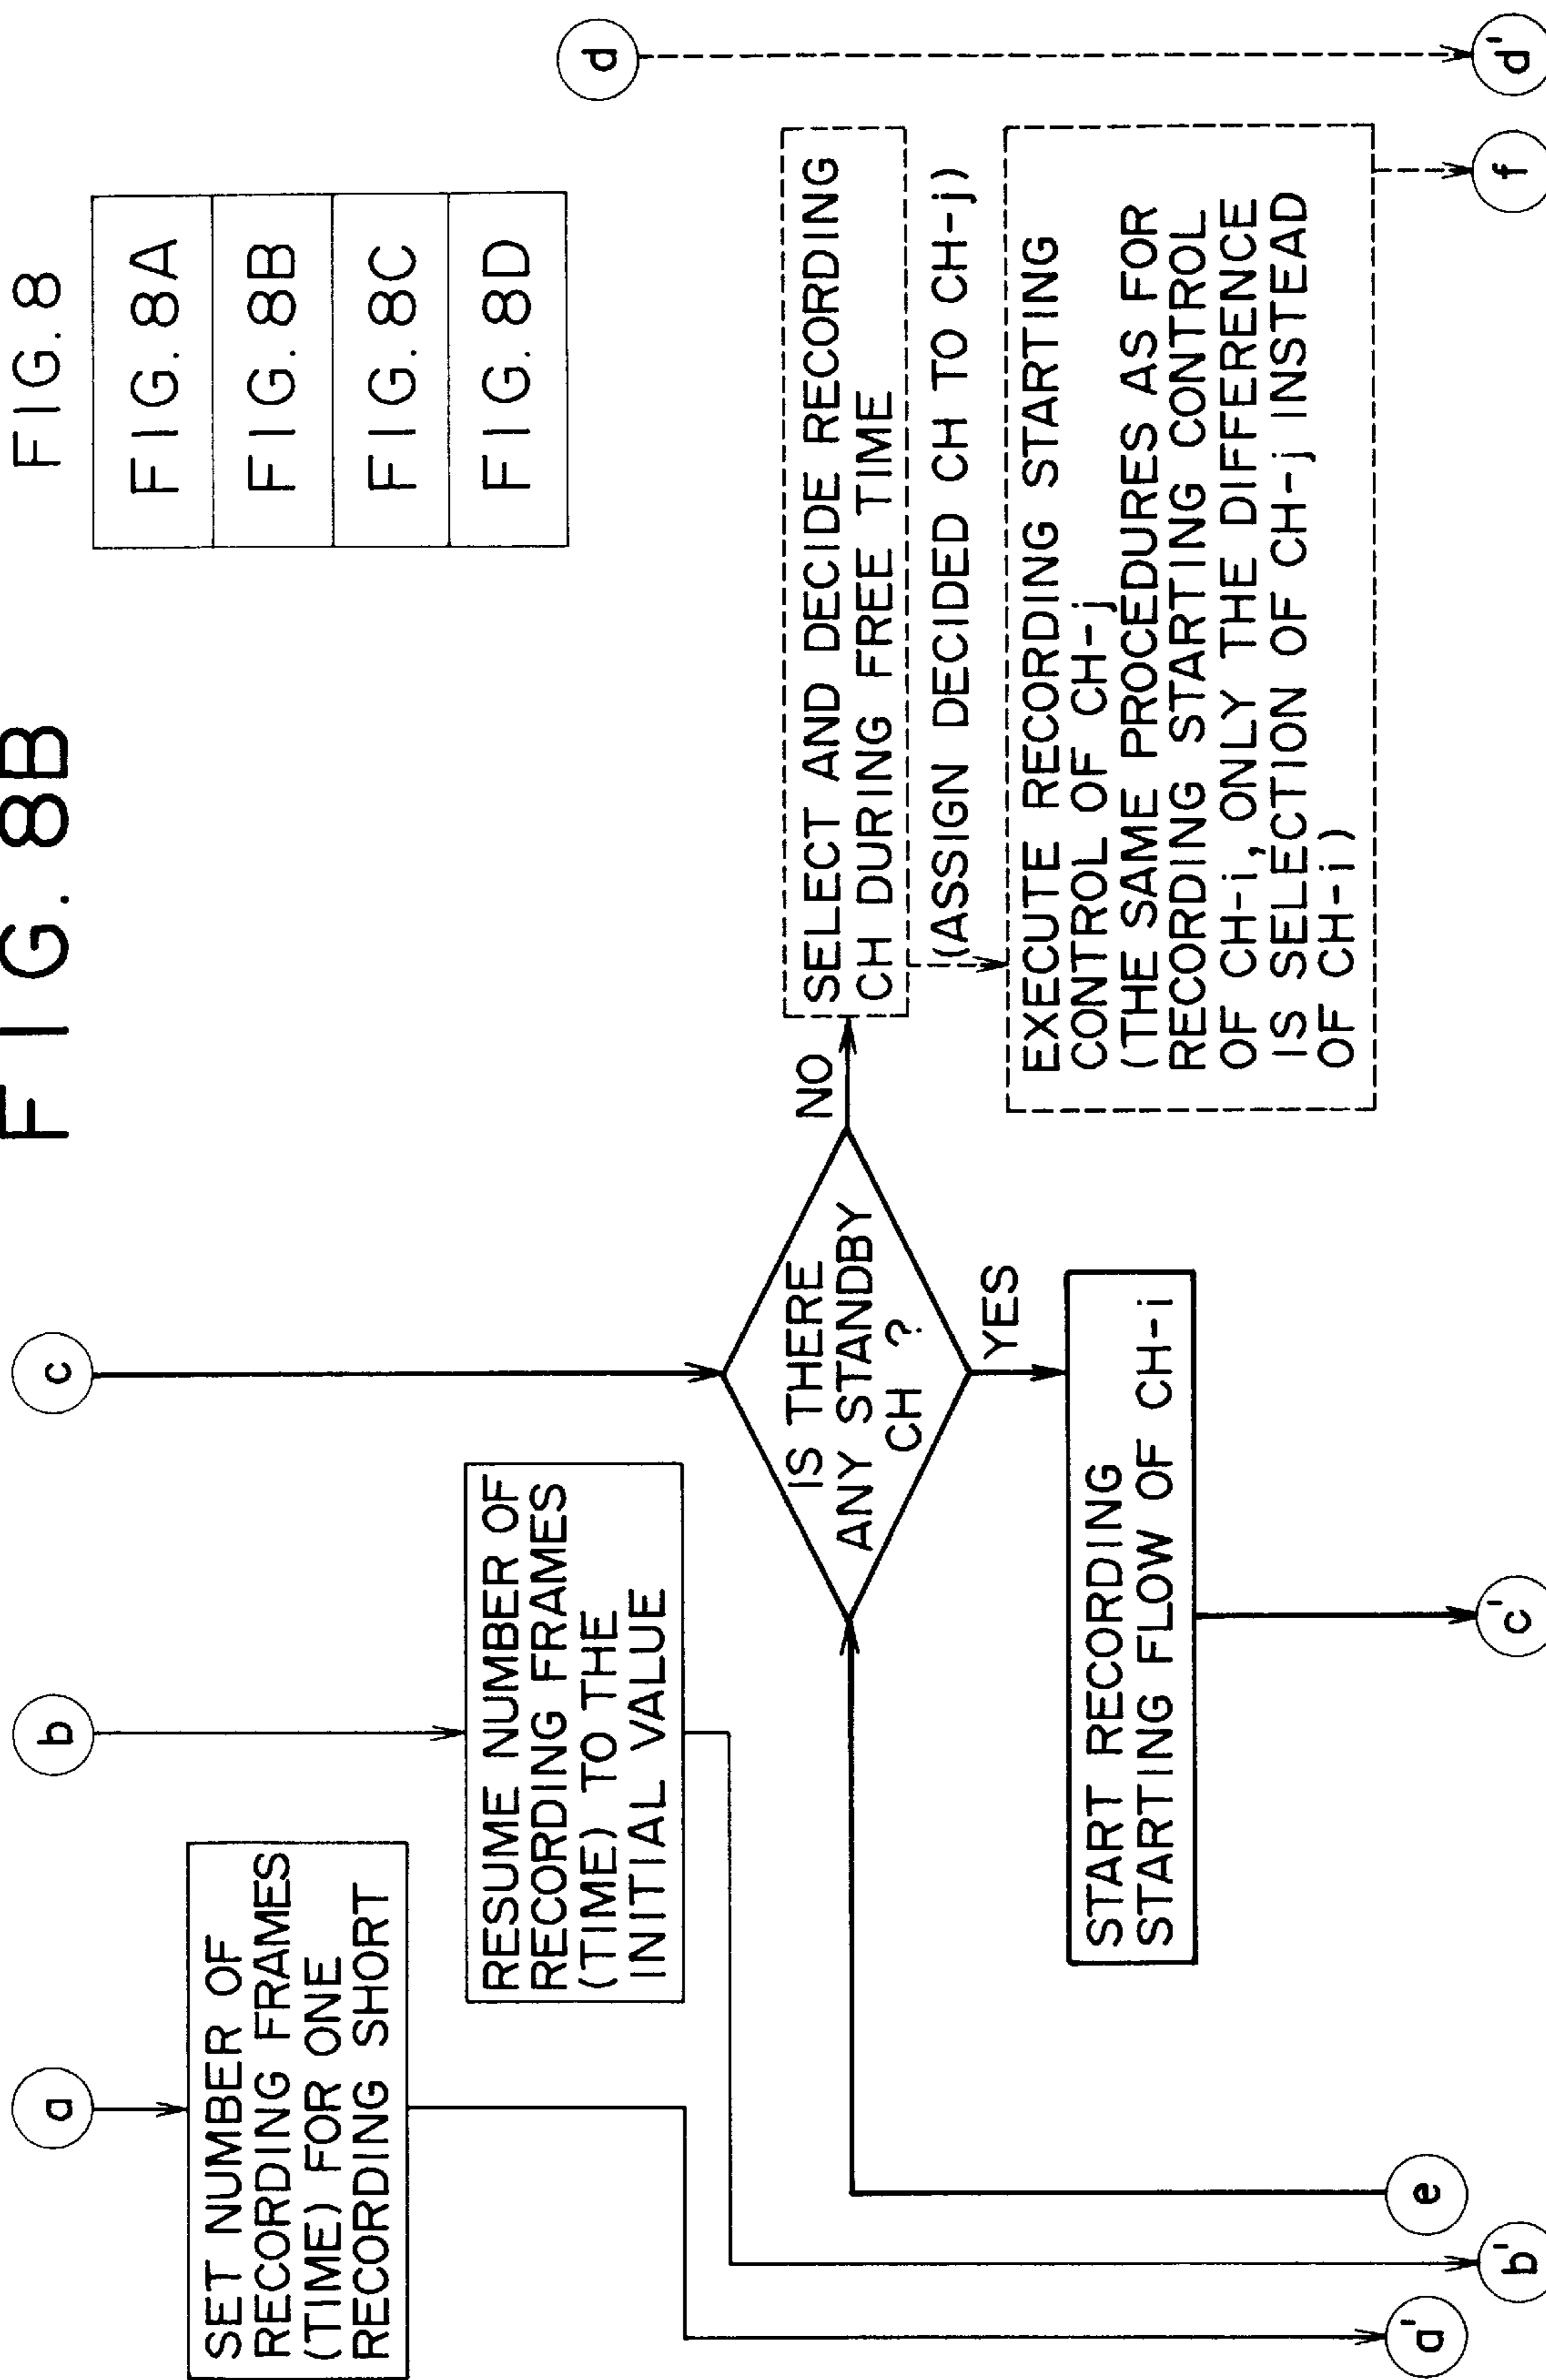 FIG. 8B
FIG. 8
FIG. 8A
FIG. 8B
FIG. 8C
FIG. 8D
a
b
c
d
SET NUMBER OF
RECORDING FRAMES
(TIME) FOR ONE
RECORDING SHORT
RESUME NUMBER OF
RECORDING FRAMES
(TIME) TO THE
INITIAL VALUE
IS THERE
ANY STANDBY
CH ?
NO
YES
SELECT AND DECIDE RECORDING
CH DURING FREE TIME
(ASSIGN DECIDED CH TO CH-j)
EXECUTE RECORDING STARTING
CONTROL OF CH-j
(THE SAME PROCEDURES AS FOR
RECORDING STARTING CONTROL
OF CH-i, ONLY THE DIFFERENCE
IS SELECTION OF CH-j INSTEAD
OF CH-i)
START RECORDING
STARTING FLOW OF CH-i
a'
b'
e
c'
f
d'